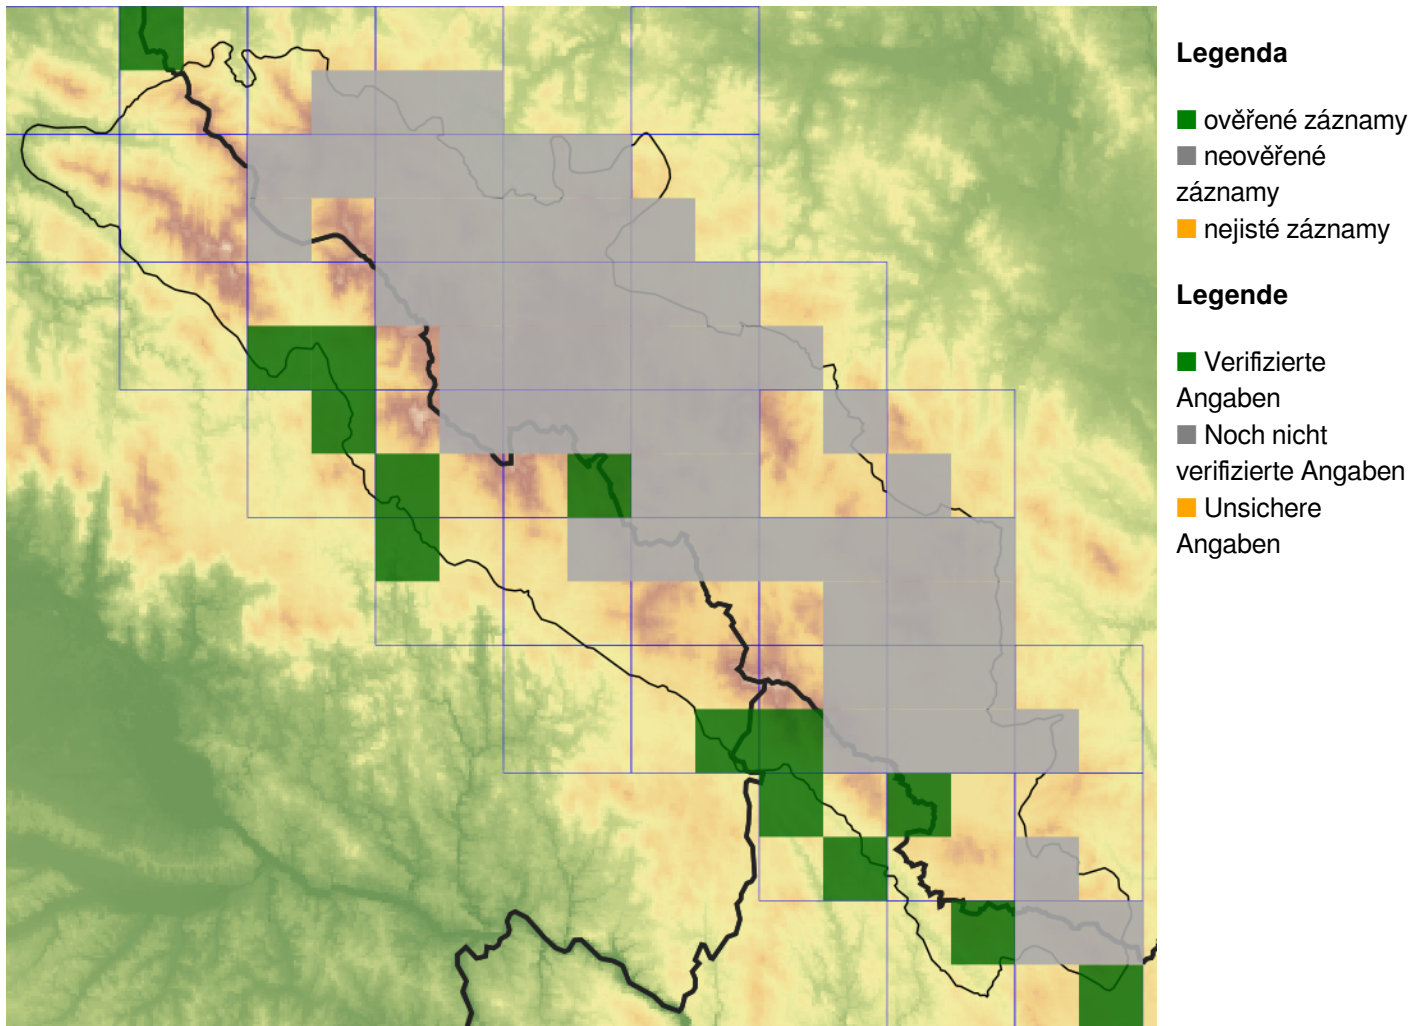 Legenda
ověřené záznamy
neověřené
záznamy
nejisté záznamy
Legende
Verifizierte
Angaben
Noch nicht
verifizierte Angaben
Unsichere
Angaben